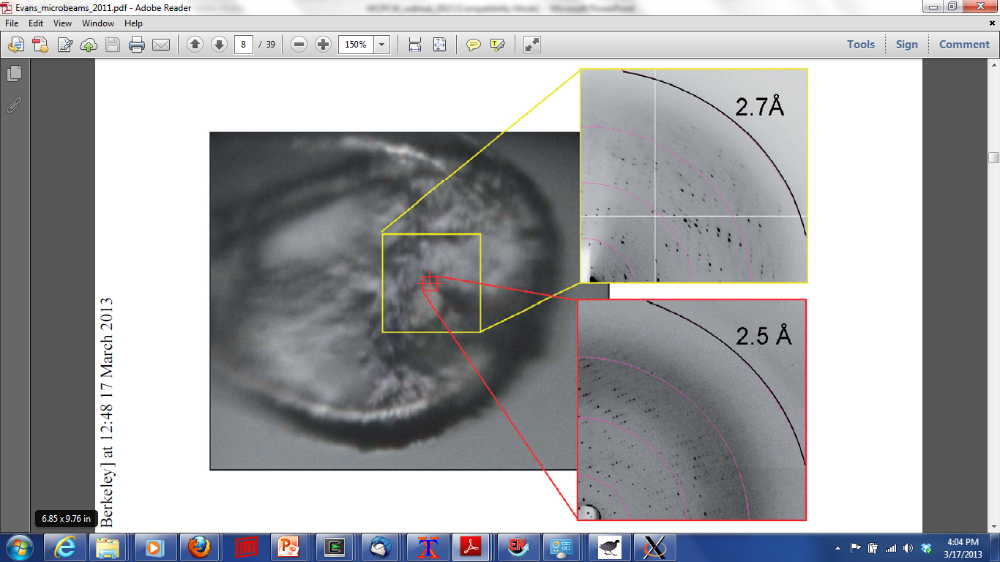 Evans_microbeams_2011.pdf - Adobe Reader
File Edit View Window Help
8 / 39
150%
Tools
Sign
Comment
2.7Å
2.5 Å
Berkeley] at 12:48 17 March 2013
6.85 x 9.76 in
4:04 PM
3/17/2013